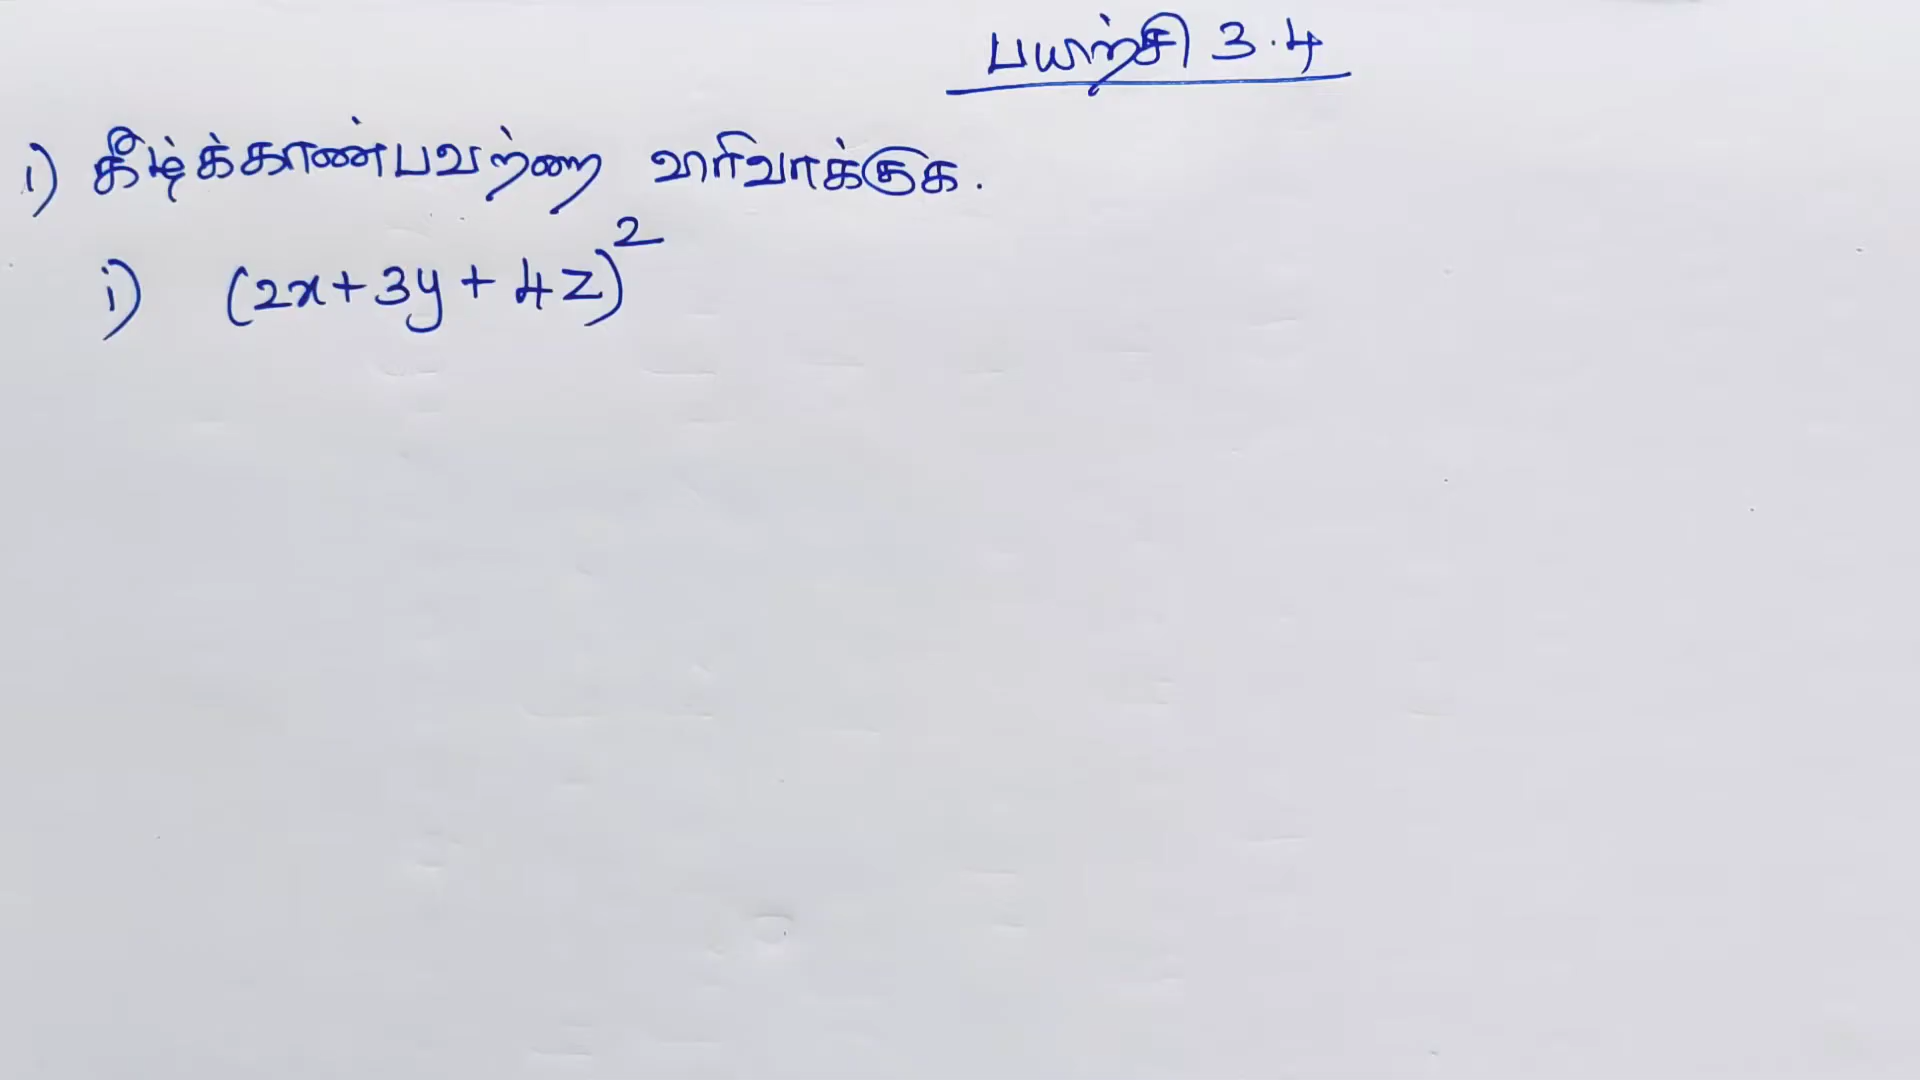 பயிற்சி 3.4
1) கீழ்க்காண்பவற்றை விரிவாக்குக.
i) (2x+3y+4z)²